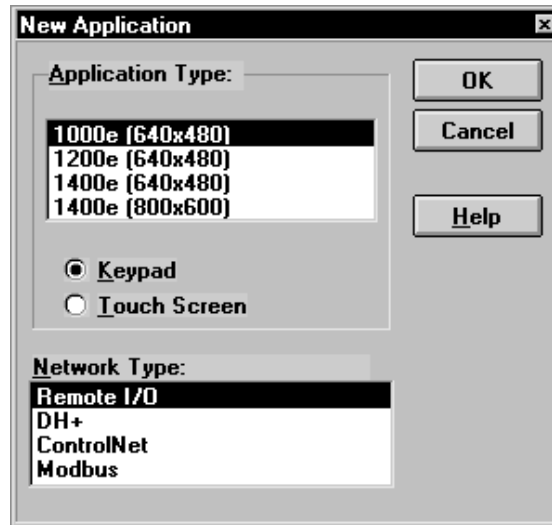 New Application
Application Type:
1000e (640x480)
1200e (640x480)
1400e (640x480)
1400e (800x600)
Keypad
Touch Screen
OK
Cancel
Help
Network Type:
Remote I/O
DH+
ControlNet
Modbus